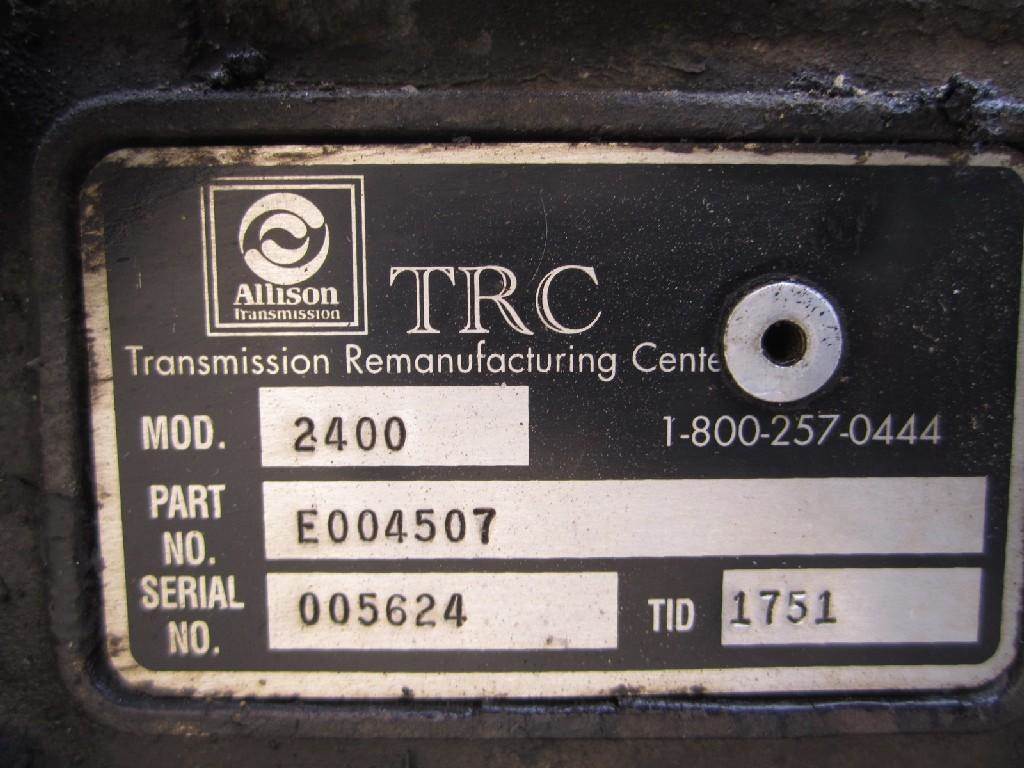 Allison
Transmission
TRC
Transmission Remanufacturing Cente
MOD. 2400
1-800-257-0444
PART NO. E004507
SERIAL NO. 005624
TID 1751